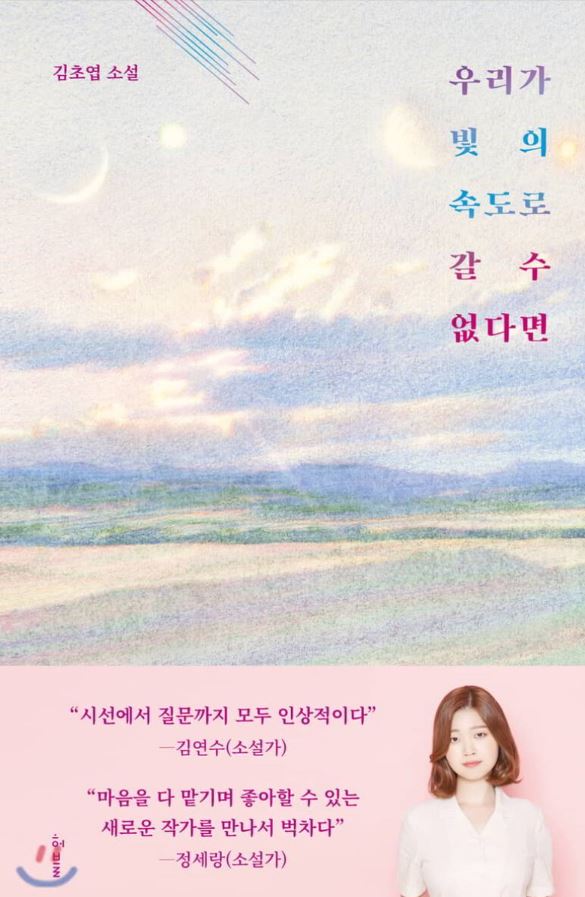 김초엽 소설
우리가
빛 의
속도로
갈 수
없다면
“시선에서 질문까지 모두 인상적이다”
—김연수(소설가)
“마음을 다 맡기며 좋아할 수 있는
새로운 작가를 만나서 벅차다”
—정세랑(소설가)
허블